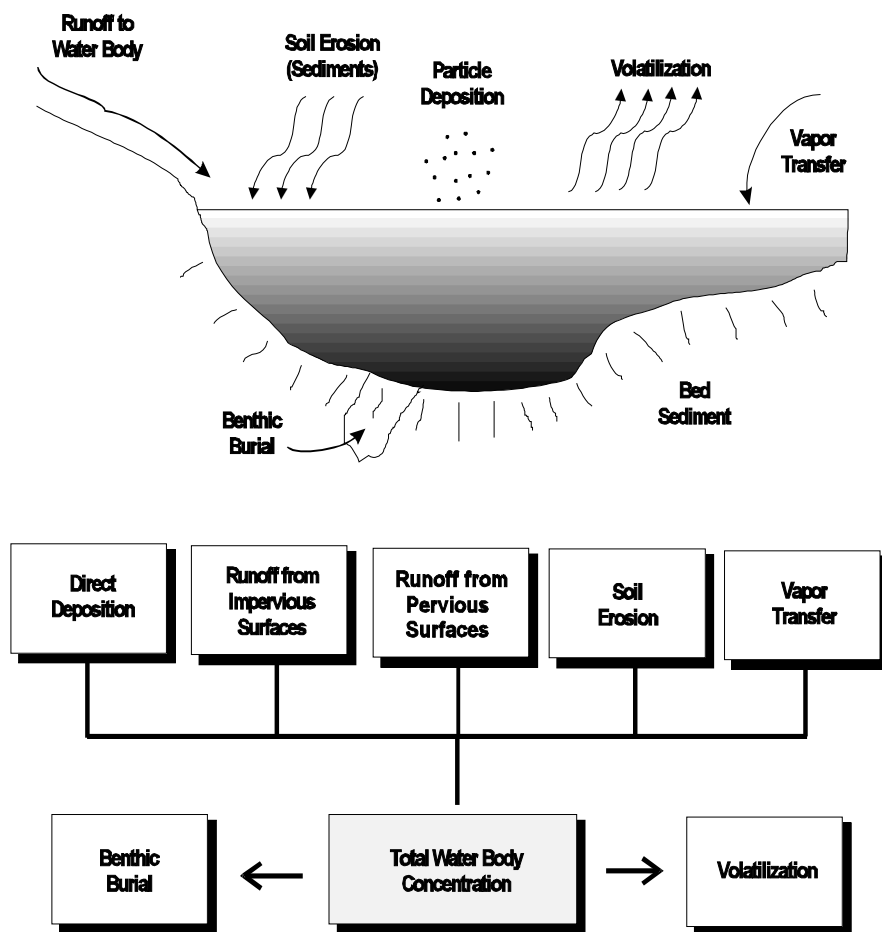 Runoff to
Water Body
Soil Erosion
(Sediments)
Particle
Deposition
Volatilization
Vapor
Transfer
Benthic
Burial
Bed
Sediment
Direct
Deposition
Runoff from
Impervious
Surfaces
Runoff from
Pervious
Surfaces
Soil
Erosion
Vapor
Transfer
Benthic
Burial
Total Water Body
Concentration
Volatilization